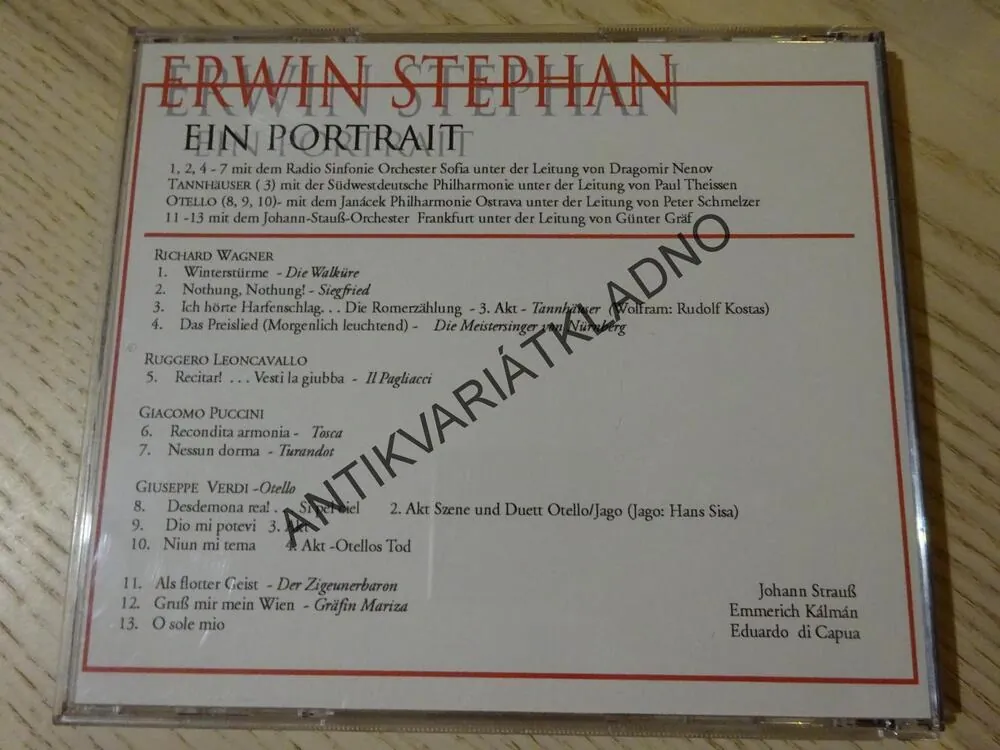 ERWIN STEPHAN
EIN PORTRAIT
1, 2, 4 - 7 mit dem Radio Sinfonie Orchester Sofia unter der Leitung von Dragomir Nenov
TANNHäUSER ( 3) mit der Südwestdeutsche Philharmonie unter der Leitung von Paul Theissen
OTELLO (8, 9, 10)- mit dem Janácek Philharmonie Ostrava unter der Leitung von Peter Schmelzer
11 -13 mit dem Johann-Stauß-Orchester Frankfurt unter der Leitung von Günter Gräf
RICHARD WAGNER
1. Winterstürme - Die Walküre
2. Nothung, Nothung! - Siegfried
3. Ich hörte Harfenschlag. . . Die Romerzählung - 3. Akt - Tannhäuser (Wolfram: Rudolf Kostas)
4. Das Preislied (Morgenlich leuchtend) - Die Meistersinger von Nürnberg
RUGGERO LEONCAVALLO
5. Recitar! . . . Vesti la giubba - Il Pagliacci
GIACOMO PUCCINI
6. Recondita armonia - Tosca
7. Nessun dorma - Turandot
GIUSEPPE VERDI -Otello
8. Desdemona rea! . . Si pel ciel 2. Akt Szene und Duett Otello/Jago (Jago: Hans Sisa)
9. Dio mi potevi 3. Akt
10. Niun mi tema 4. Akt -Otellos Tod
11. Als flotter Geist - Der Zigeunerbaron Johann Strauß
12. Gruß mir mein Wien - Gräfin Mariza Emmerich Kálmán
13. O sole mio Eduardo di Capua
ANTIKVARIÁTKLADNO